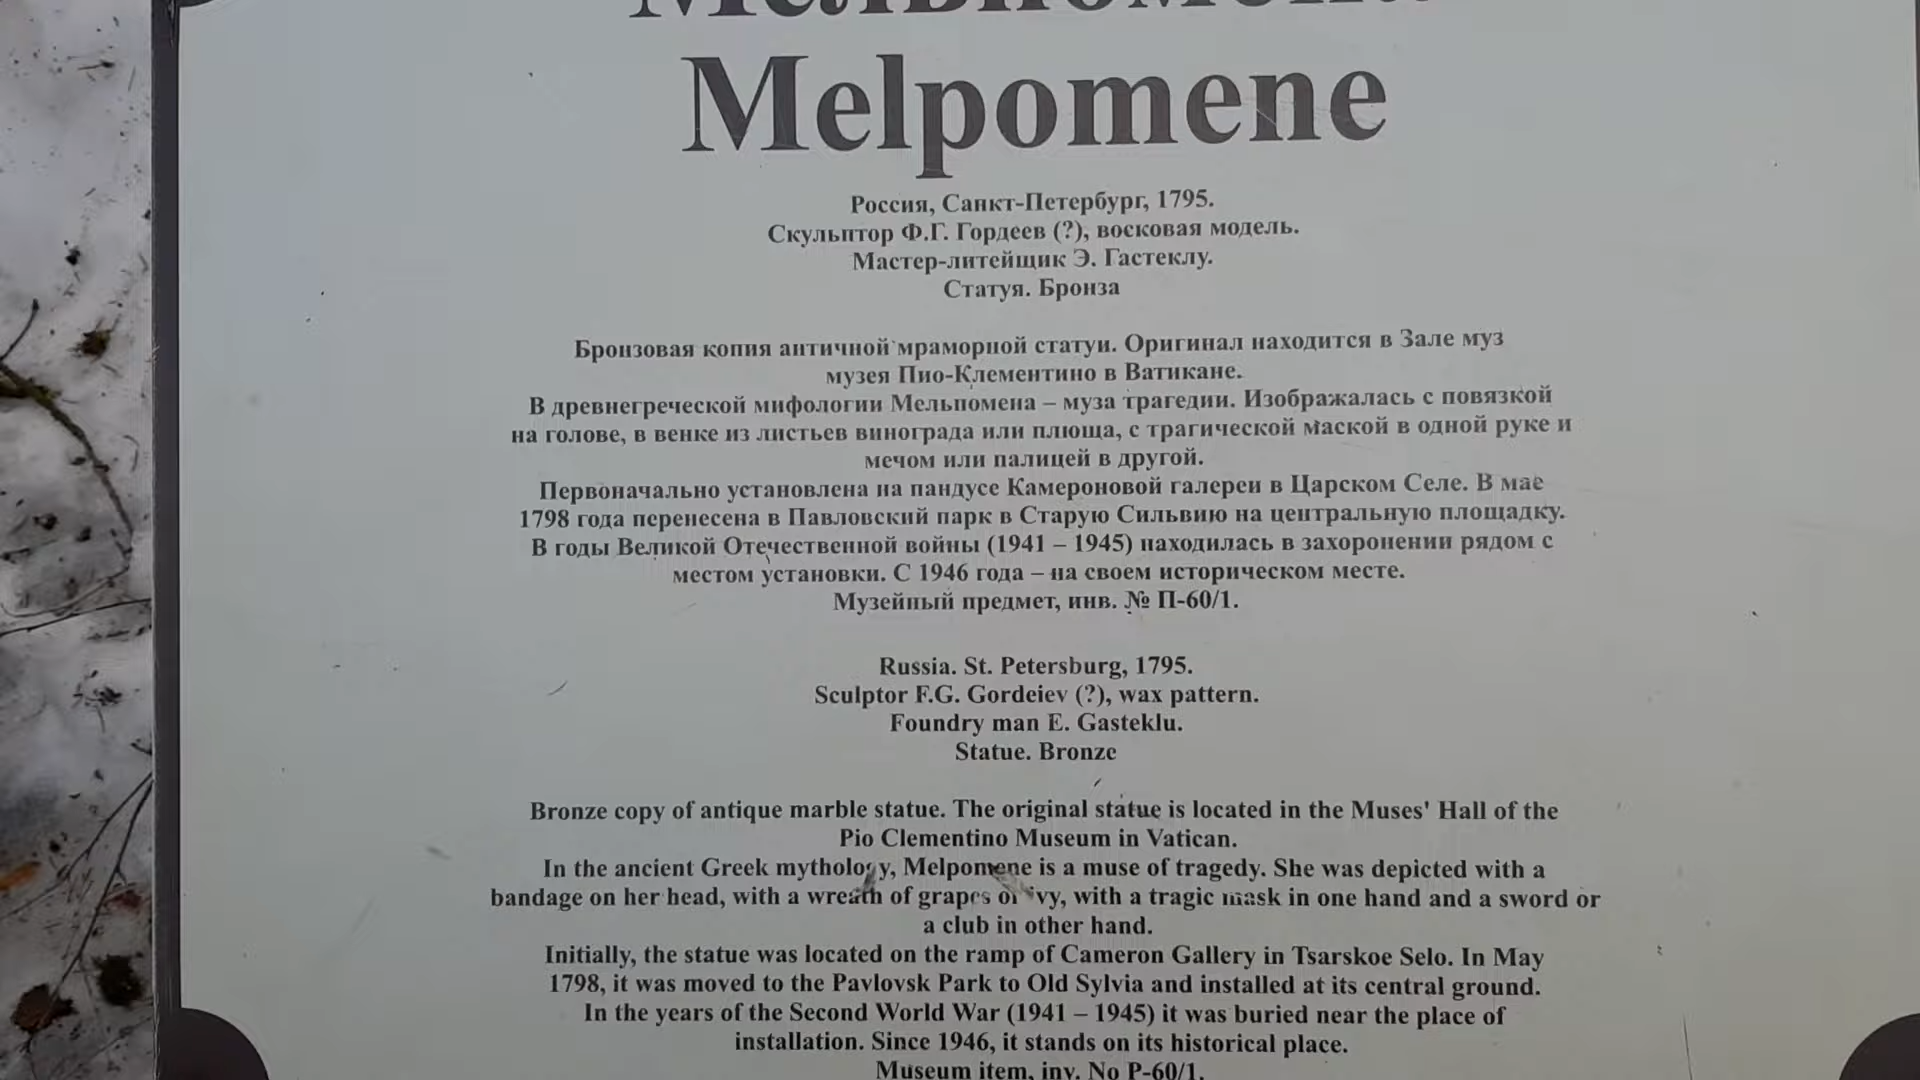 Мельпомена
Melpomene
Россия, Санкт-Петербург, 1795.
Скульптор Ф.Г. Гордеев (?), восковая модель.
Мастер-литейщик Э. Гастеклу.
Статуя. Бронза
Бронзовая копия античной мраморной статуи. Оригинал находится в Зале муз
музея Пио-Клементино в Ватикане.
В древнегреческой мифологии Мельпомена – муза трагедии. Изображалась с повязкой
на голове, в венке из листьев винограда или плюща, с трагической маской в одной руке и
мечом или палицей в другой.
Первоначально установлена на пандусе Камероновой галереи в Царском Селе. В мае
1798 года перенесена в Павловский парк в Старую Сильвию на центральную площадку.
В годы Великой Отечественной войны (1941 – 1945) находилась в захоронении рядом с
местом установки. С 1946 года – на своем историческом месте.
Музейный предмет, инв. № П-60/1.
Russia. St. Petersburg, 1795.
Sculptor F.G. Gordeiev (?), wax pattern.
Foundry man E. Gasteklu.
Statue. Bronze
Bronze copy of antique marble statue. The original statue is located in the Muses' Hall of the
Pio Clementino Museum in Vatican.
In the ancient Greek mythology, Melpomene is a muse of tragedy. She was depicted with a
bandage on her head, with a wreath of grapes or ivy, with a tragic mask in one hand and a sword or
a club in other hand.
Initially, the statue was located on the ramp of Cameron Gallery in Tsarskoe Selo. In May
1798, it was moved to the Pavlovsk Park to Old Sylvia and installed at its central ground.
In the years of the Second World War (1941 – 1945) it was buried near the place of
installation. Since 1946, it stands on its historical place.
Museum item, inv. No P-60/1.